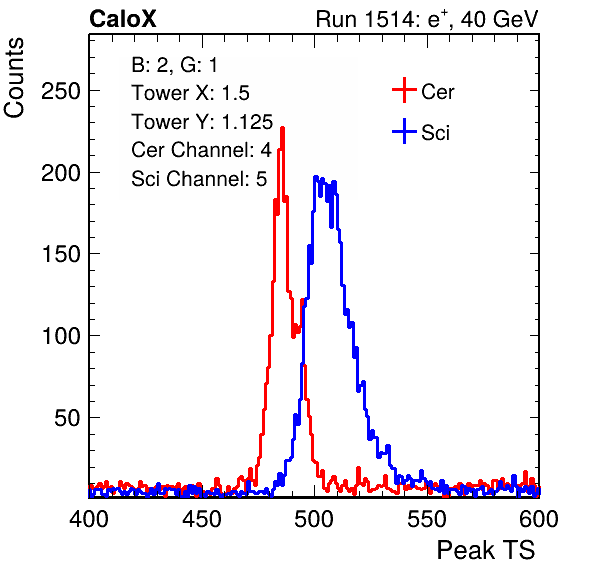 CaloX Run 1514: e+, 40 GeV
Counts
B: 2, G: 1
Tower X: 1.5
Tower Y: 1.125
Cer Channel: 4
Sci Channel: 5
Cer
Sci
250
200
150
100
50
400 450 500 550 600
Peak TS